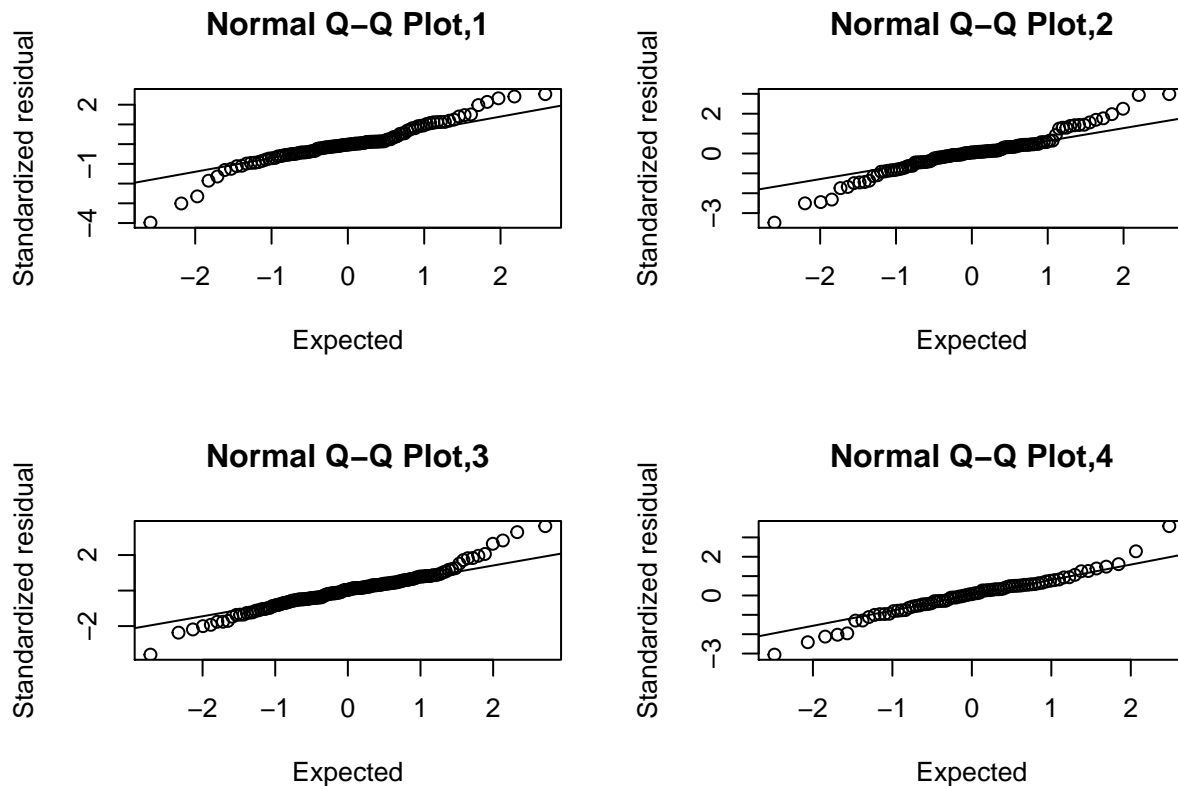 Normal Q−Q Plot,1
Standardized residual
2
−1
−4
−2 −1 0 1 2
Expected
Normal Q−Q Plot,2
Standardized residual
2
0
−3
−2 −1 0 1 2
Expected
Normal Q−Q Plot,3
Standardized residual
2
−2
−2 −1 0 1 2
Expected
Normal Q−Q Plot,4
Standardized residual
2
0
−3
−2 −1 0 1 2
Expected